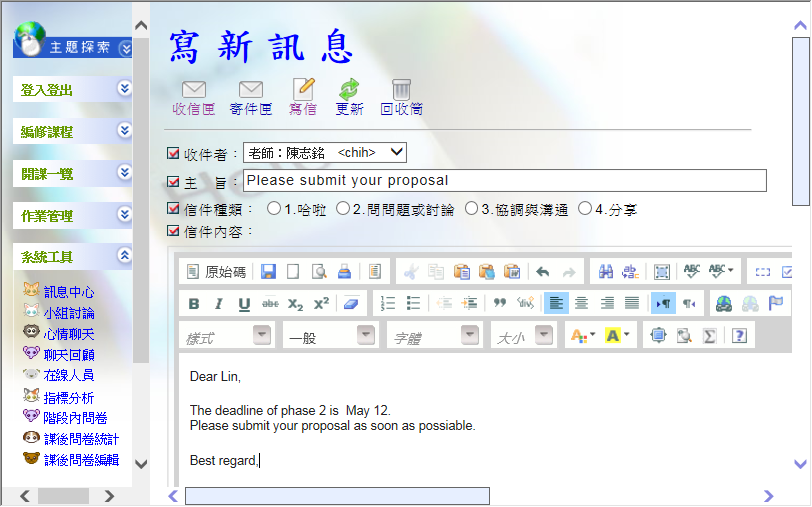 主題探索
登入登出
編修課程
開課一覽
作業管理
系統工具
訊息中心
小組討論
心情聊天
聊天回顧
在線人員
指標分析
階段內問卷
課後問卷統計
課後問卷編輯
寫新訊息
收信匣 寄件匣 寫信 更新 回收筒
收件者： 老師：陳志銘 <chih>
主 旨： Please submit your proposal
信件種類： 1.哈啦 2.問問題或討論 3.協調與溝通 4.分享
信件內容：
原始碼
B I U abc X₂ X²
樣式 一般 字體 大小
Dear Lin,
The deadline of phase 2 is May 12.
Please submit your proposal as soon as possiable.
Best regard,